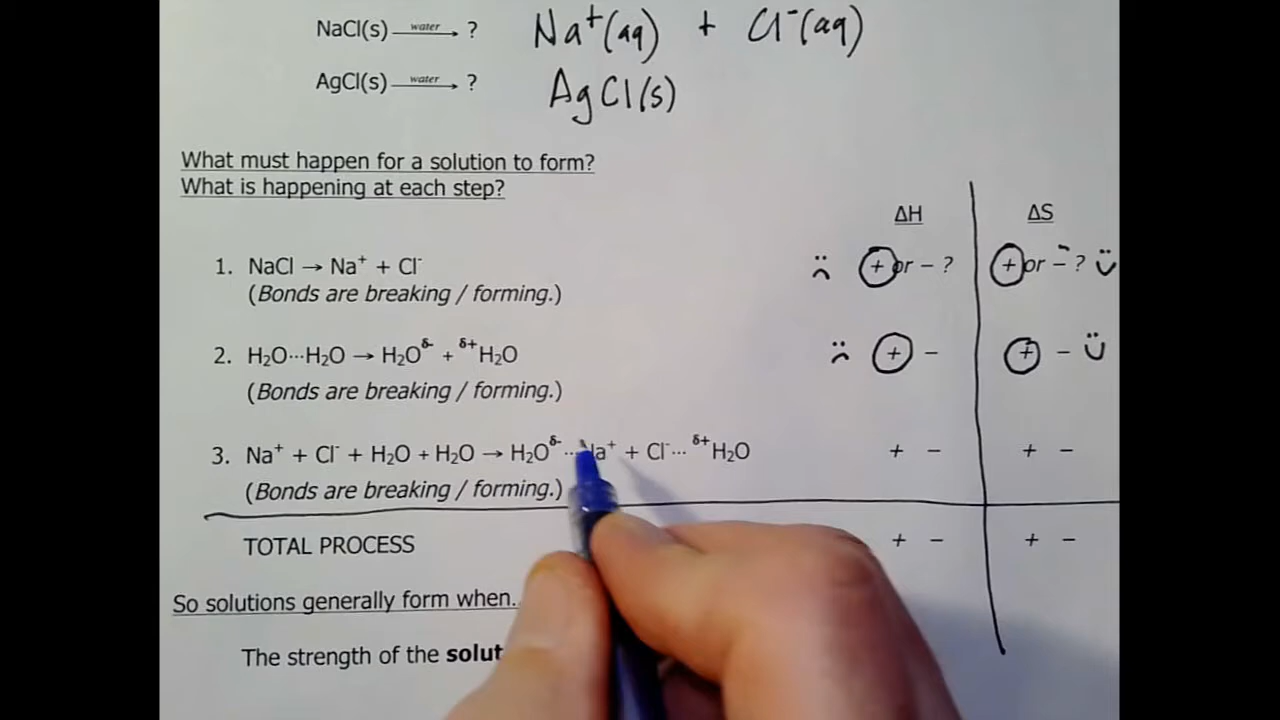 NaCl(s) water → ? Na⁺(aq) + Cl⁻(aq)
AgCl(s) water → ? AgCl(s)
What must happen for a solution to form?
What is happening at each step?
ΔH ΔS
1. NaCl → Na⁺ + Cl⁻ + or − ? + or − ?
(Bonds are breaking / forming.)
2. H₂O···H₂O → H₂O^δ- + ^δ+H₂O + − + −
(Bonds are breaking / forming.)
3. Na⁺ + Cl⁻ + H₂O + H₂O → H₂O^δ- ···Na⁺ + Cl⁻··· ^δ+H₂O + − + −
(Bonds are breaking / forming.)
TOTAL PROCESS + − + −
So solutions generally form when..
The strength of the